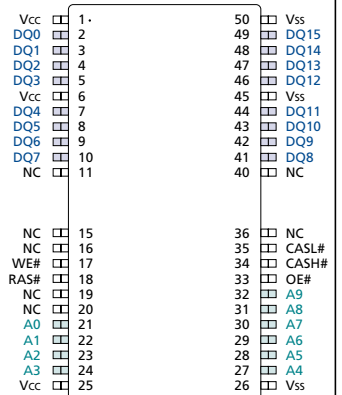 Vcc 1 50 Vss
DQ0 2 49 DQ15
DQ1 3 48 DQ14
DQ2 4 47 DQ13
DQ3 5 46 DQ12
Vcc 6 45 Vss
DQ4 7 44 DQ11
DQ5 8 43 DQ10
DQ6 9 42 DQ9
DQ7 10 41 DQ8
NC 11 40 NC
NC 15 36 NC
NC 16 35 CASL#
WE# 17 34 CASH#
RAS# 18 33 OE#
NC 19 32 A9
NC 20 31 A8
A0 21 30 A7
A1 22 29 A6
A2 23 28 A5
A3 24 27 A4
Vcc 25 26 Vss